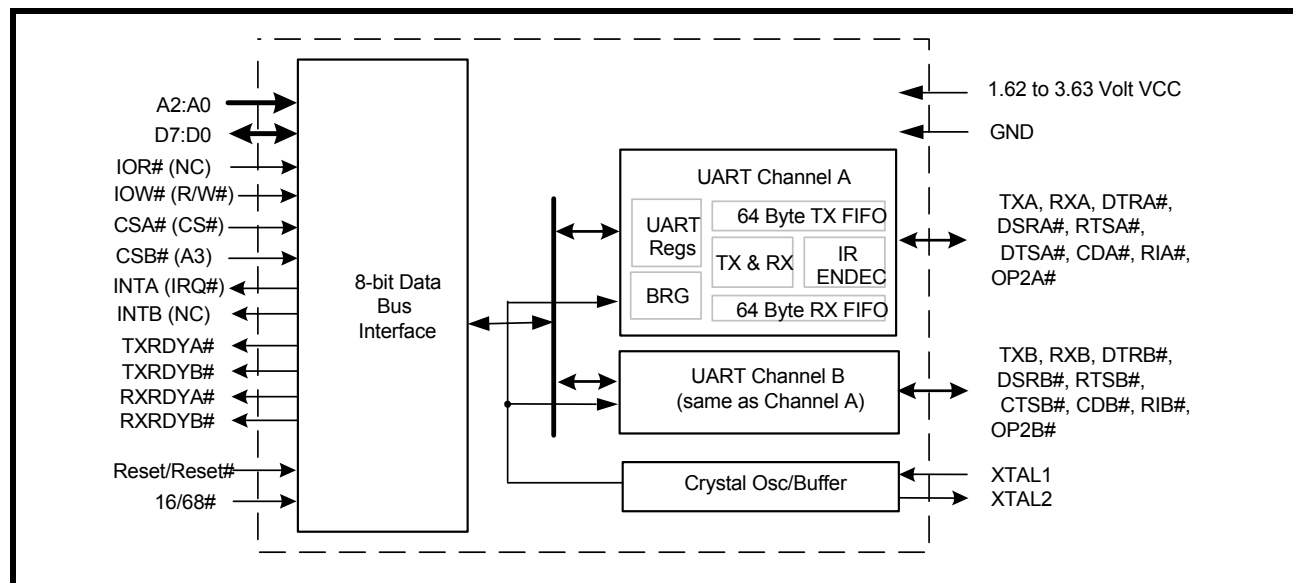 A2:A0
D7:D0
IOR# (NC)
IOW# (R/W#)
CSA# (CS#)
CSB# (A3)
INTA (IRQ#)
INTB (NC)
TXRDYA#
TXRDYB#
RXRDYA#
RXRDYB#
Reset/Reset#
16/68#
8-bit Data
Bus
Interface
UART Channel A
UART
Regs
BRG
64 Byte TX FIFO
TX & RX
IR
ENDEC
64 Byte RX FIFO
UART Channel B
(same as Channel A)
Crystal Osc/Buffer
1.62 to 3.63 Volt VCC
GND
TXA, RXA, DTRA#,
DSRA#, RTSA#,
DTSA#, CDA#, RIA#,
OP2A#
TXB, RXB, DTRB#,
DSRB#, RTSB#,
CTSB#, CDB#, RIB#,
OP2B#
XTAL1
XTAL2